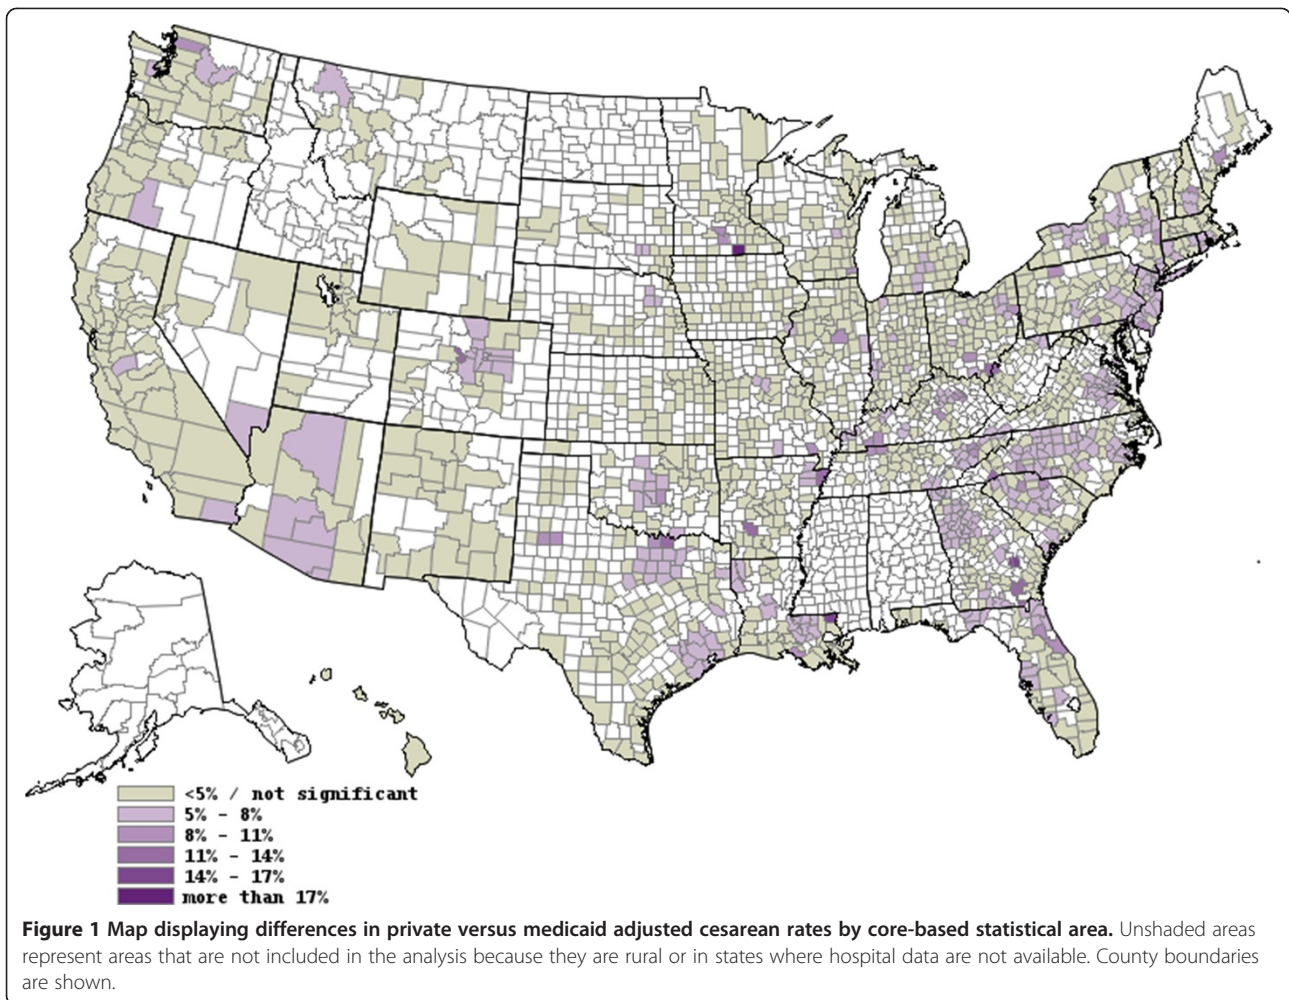 <5% / not significant
5% - 8%
8% - 11%
11% - 14%
14% - 17%
more than 17%
Figure 1 Map displaying differences in private versus medicaid adjusted cesarean rates by core-based statistical area. Unshaded areas
represent areas that are not included in the analysis because they are rural or in states where hospital data are not available. County boundaries
are shown.